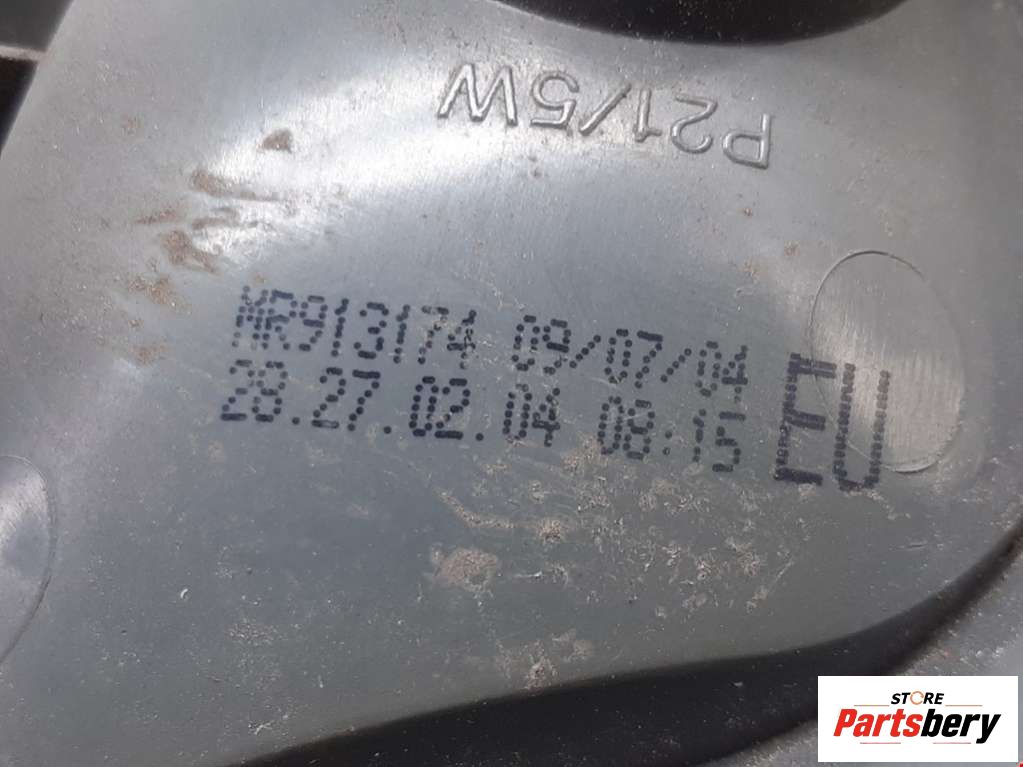 P21/5W
MR913174 09/07/04
28.27.02.04 08:15 EU
STORE
Partsbery